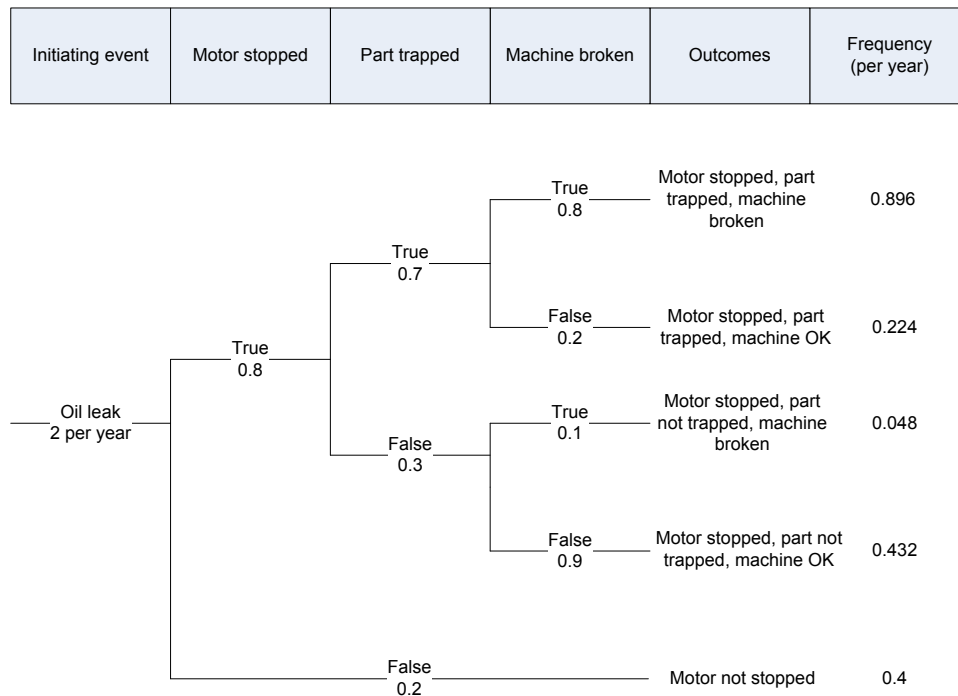 Initiating event
Motor stopped
Part trapped
Machine broken
Outcomes
Frequency
(per year)
True
0.8
Motor stopped, part
trapped, machine
broken
0.896
True
0.7
False
0.2
Motor stopped, part
trapped, machine OK
0.224
True
0.8
Oil leak
2 per year
True
0.1
Motor stopped, part
not trapped, machine
broken
0.048
False
0.3
False
0.9
Motor stopped, part not
trapped, machine OK
0.432
False
0.2
Motor not stopped
0.4